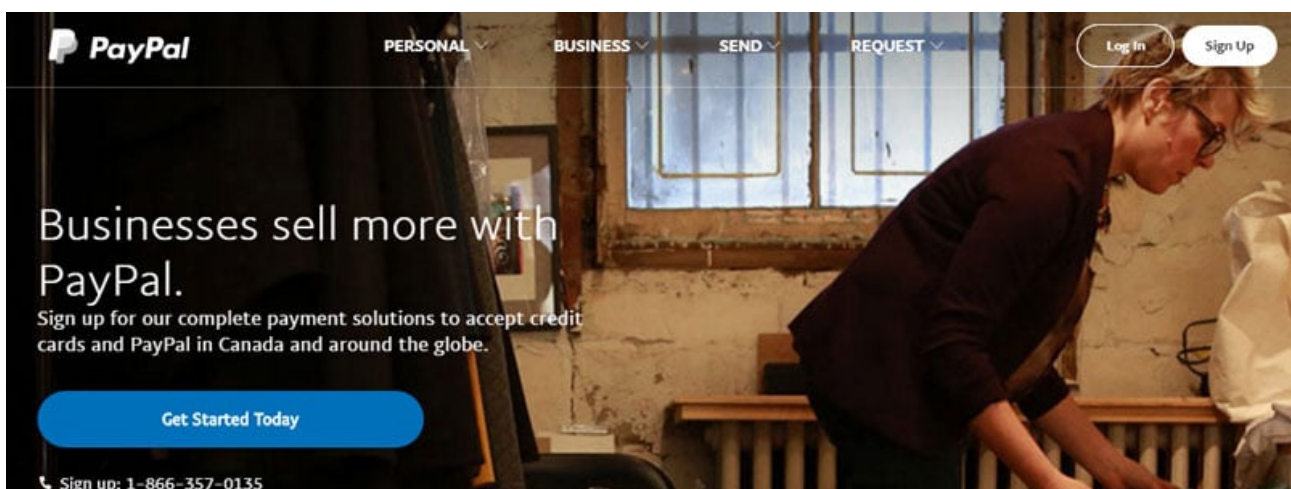 PayPal
PERSONAL
BUSINESS
SEND
REQUEST
Log In
Sign Up
Businesses sell more with
PayPal.
Sign up for our complete payment solutions to accept credit
cards and PayPal in Canada and around the globe.
Get Started Today
Sign up: 1-866-357-0135